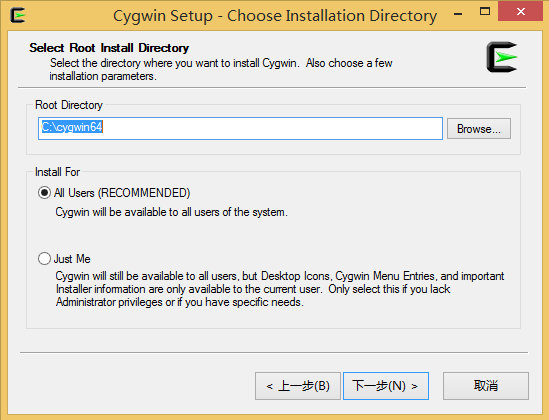 Cygwin Setup - Choose Installation Directory
Select Root Install Directory
Select the directory where you want to install Cygwin. Also choose a few
installation parameters.
Root Directory
C:\cygwin64
Browse...
Install For
All Users (RECOMMENDED)
Cygwin will be available to all users of the system.
Just Me
Cygwin will still be available to all users, but Desktop Icons, Cygwin Menu Entries, and important
Installer information are only available to the current user. Only select this if you lack
Administrator privileges or if you have specific needs.
< 上一步(B)
下一步(N) >
取消